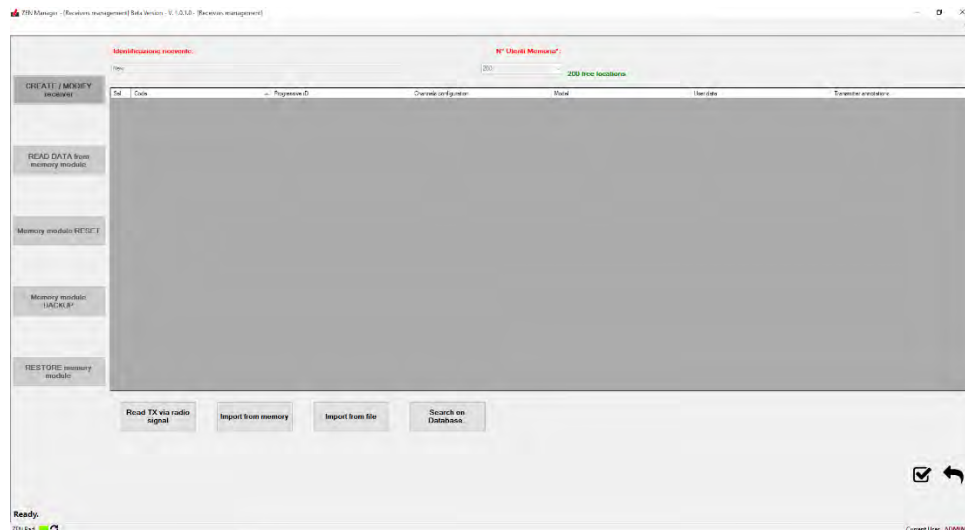 ZEN Manager - [Receivers management] Beta Version - V. 1.0.1.0 - [Receivers management]
Identificazione ricevente:
N° Utenti Memoria*:
New
200
200 free locations
CREATE / MODIFY
receiver
Sel Code Progressive ID Channels configuration Model User data Transmitter annotations
READ DATA from
memory module
Memory module RESET
Memory module
BACKUP
RESTORE memory
module
Read TX via radio
signal
Import from memory
Import from file
Search on
Database
Ready.
ZEN Pad
Current User: ADMIN